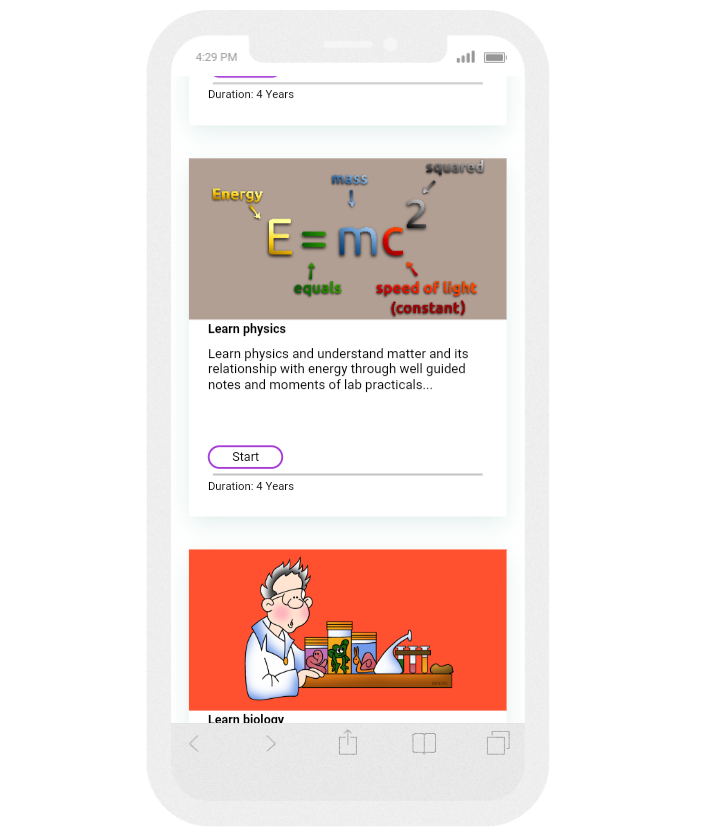 4:29 PM
Duration: 4 Years
squared
mass
Energy
E = mc²
equals
speed of light
(constant)
Learn physics
Learn physics and understand matter and its
relationship with energy through well guided
notes and moments of lab practicals...
Start
Duration: 4 Years
Learn biology